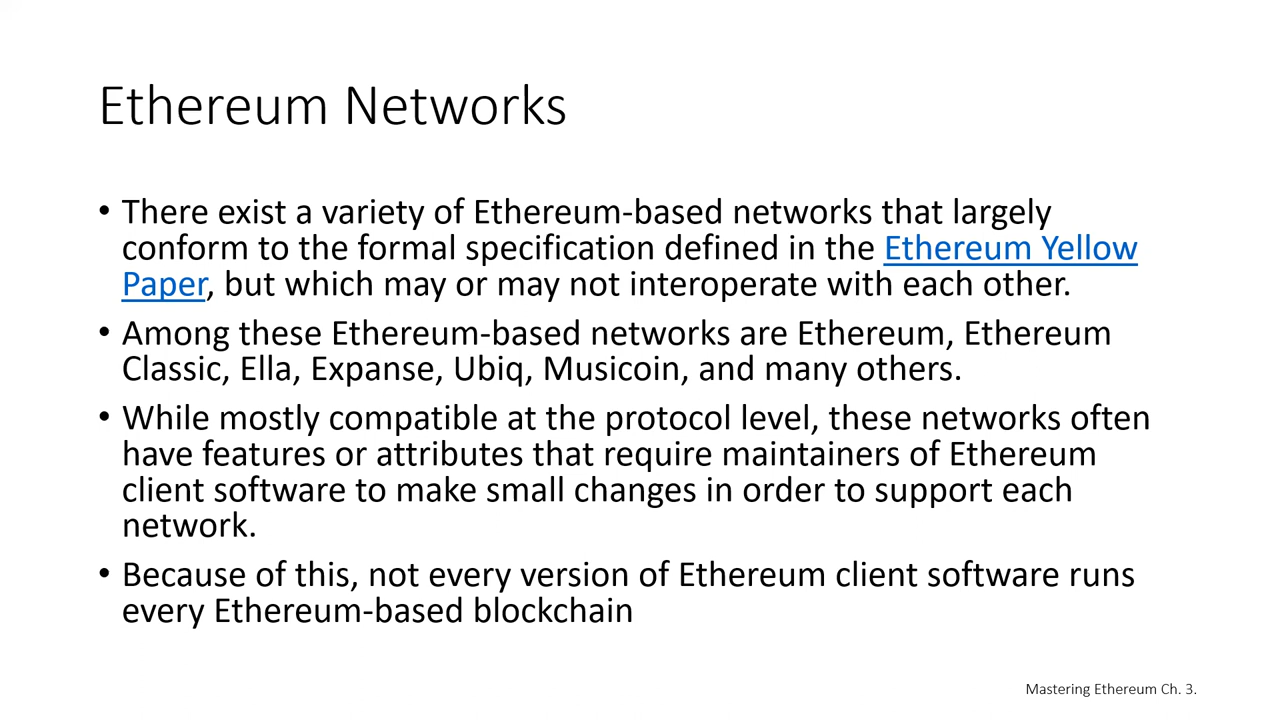 Ethereum Networks
• There exist a variety of Ethereum-based networks that largely
conform to the formal specification defined in the Ethereum Yellow
Paper, but which may or may not interoperate with each other.
• Among these Ethereum-based networks are Ethereum, Ethereum
Classic, Ella, Expanse, Ubiq, Musicoin, and many others.
• While mostly compatible at the protocol level, these networks often
have features or attributes that require maintainers of Ethereum
client software to make small changes in order to support each
network.
• Because of this, not every version of Ethereum client software runs
every Ethereum-based blockchain
Mastering Ethereum Ch. 3.